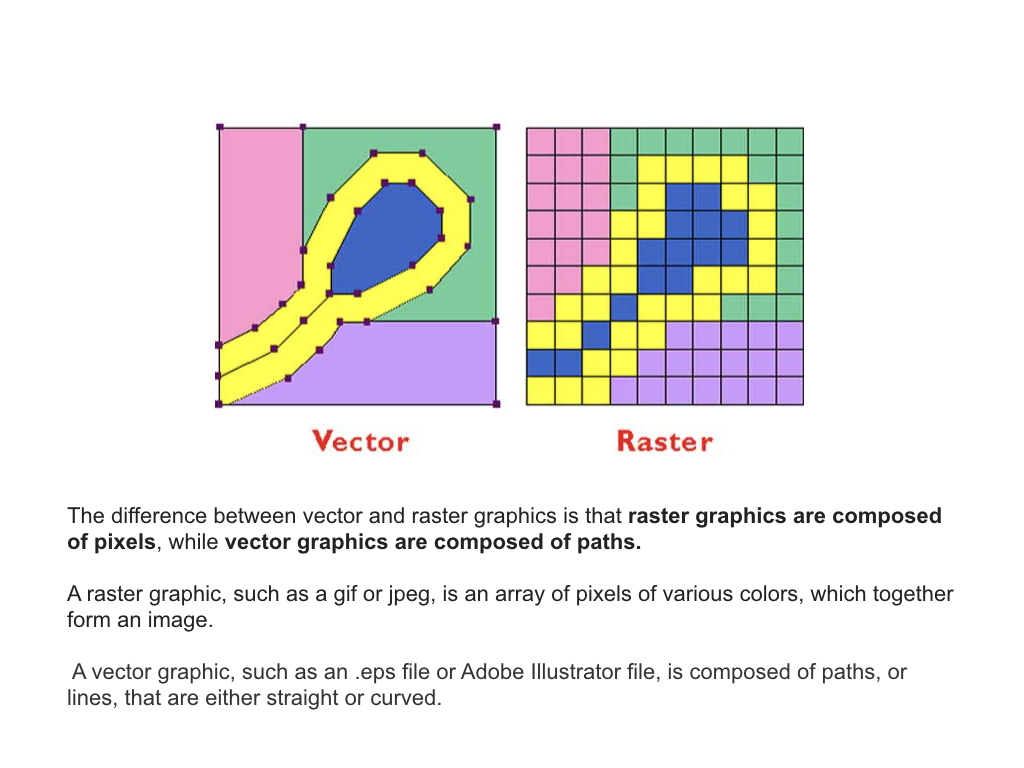 Vector
Raster
The difference between vector and raster graphics is that raster graphics are composed
of pixels, while vector graphics are composed of paths.
A raster graphic, such as a gif or jpeg, is an array of pixels of various colors, which together
form an image.
A vector graphic, such as an .eps file or Adobe Illustrator file, is composed of paths, or
lines, that are either straight or curved.